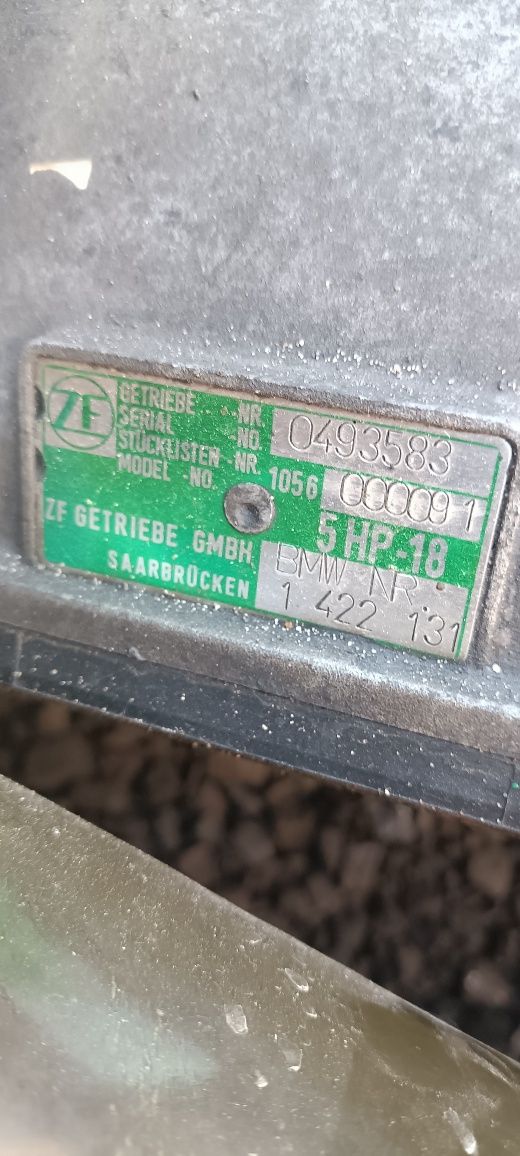 ZF
GETRIEBE -NR.
SERIAL -NO. 0493583
STÜCKLISTEN -NR.
MODEL -NO. 1056 000091
5 HP-18
ZF GETRIEBE GMBH
SAARBRÜCKEN
BMW NR.:
1 422 131